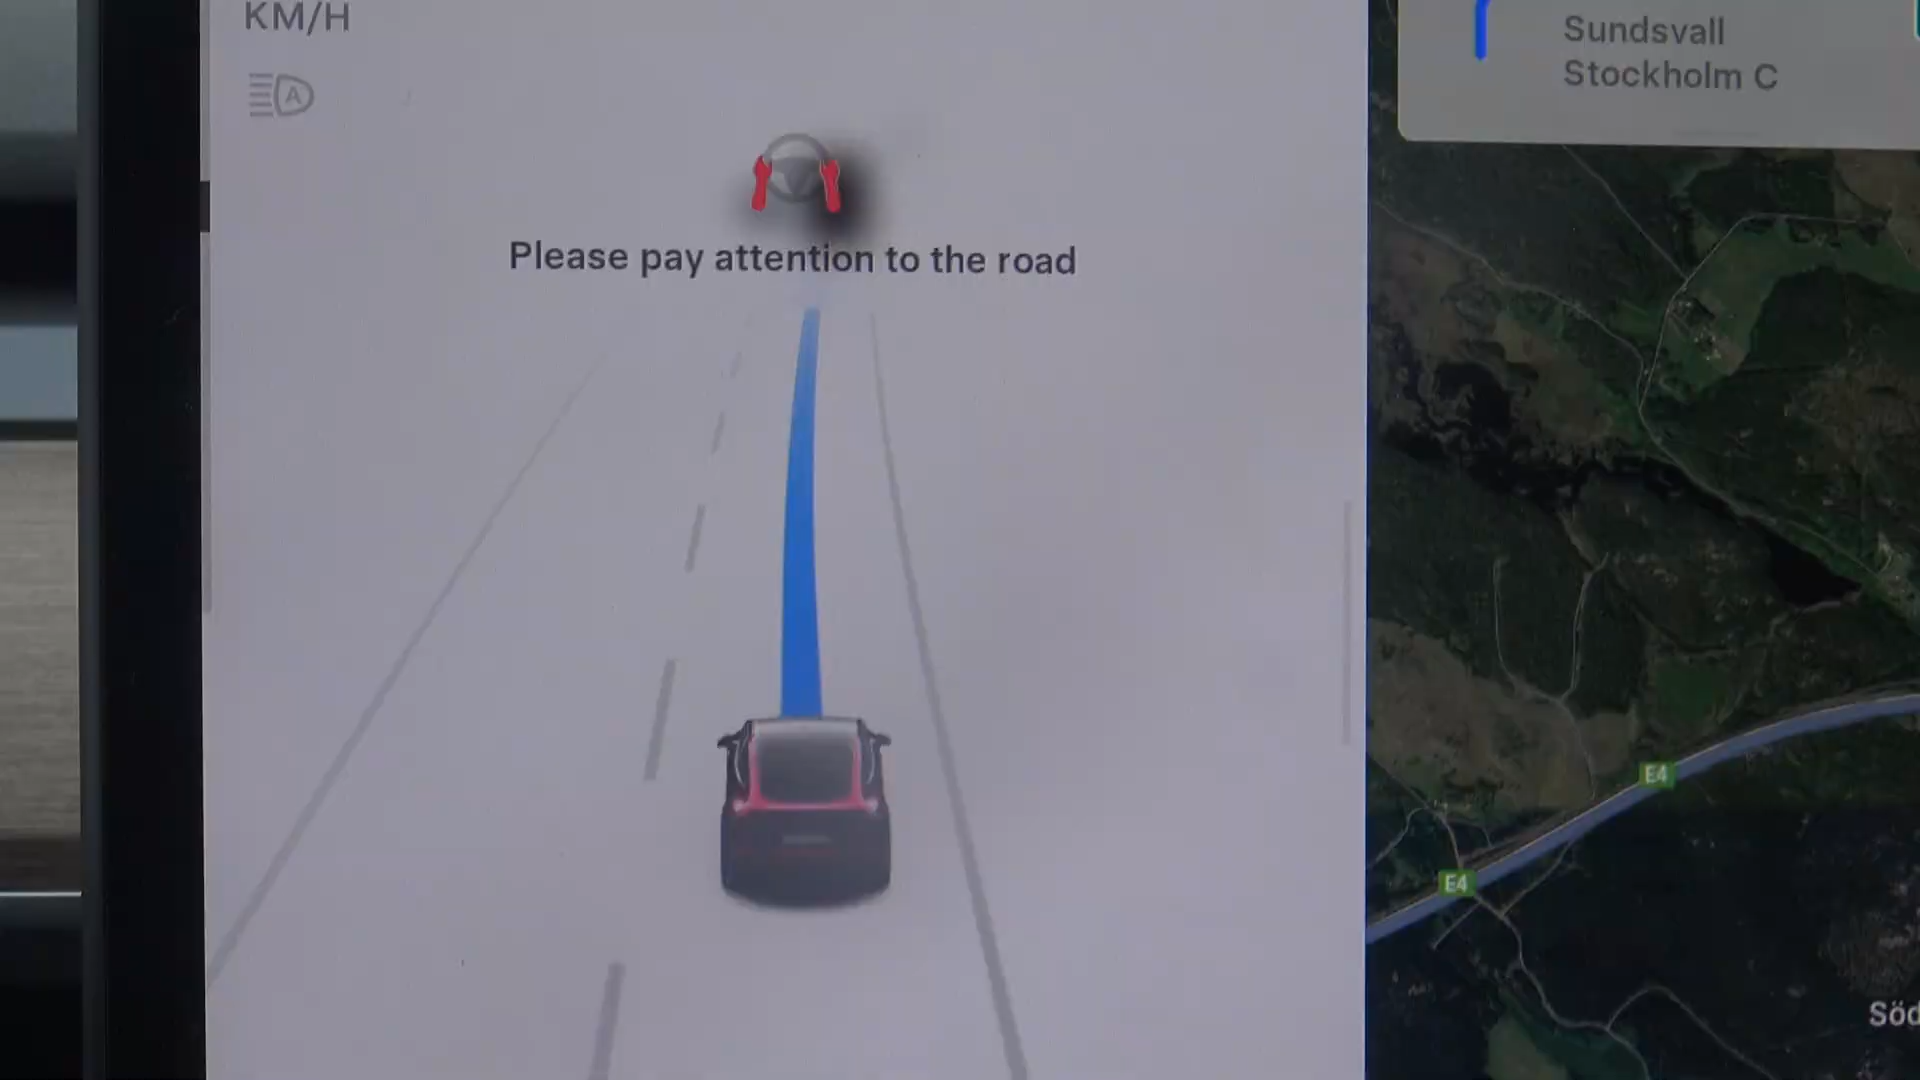 KM/H
A
Please pay attention to the road
Sundsvall
Stockholm C
E4
E4
Söd